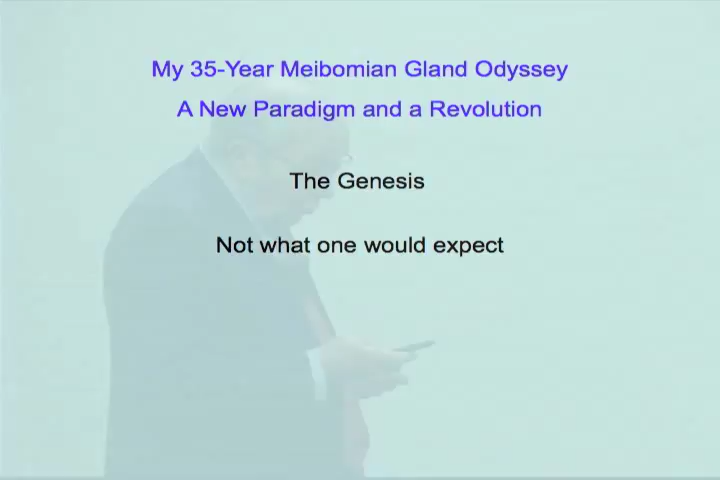 My 35-Year Meibomian Gland Odyssey
A New Paradigm and a Revolution
The Genesis
Not what one would expect